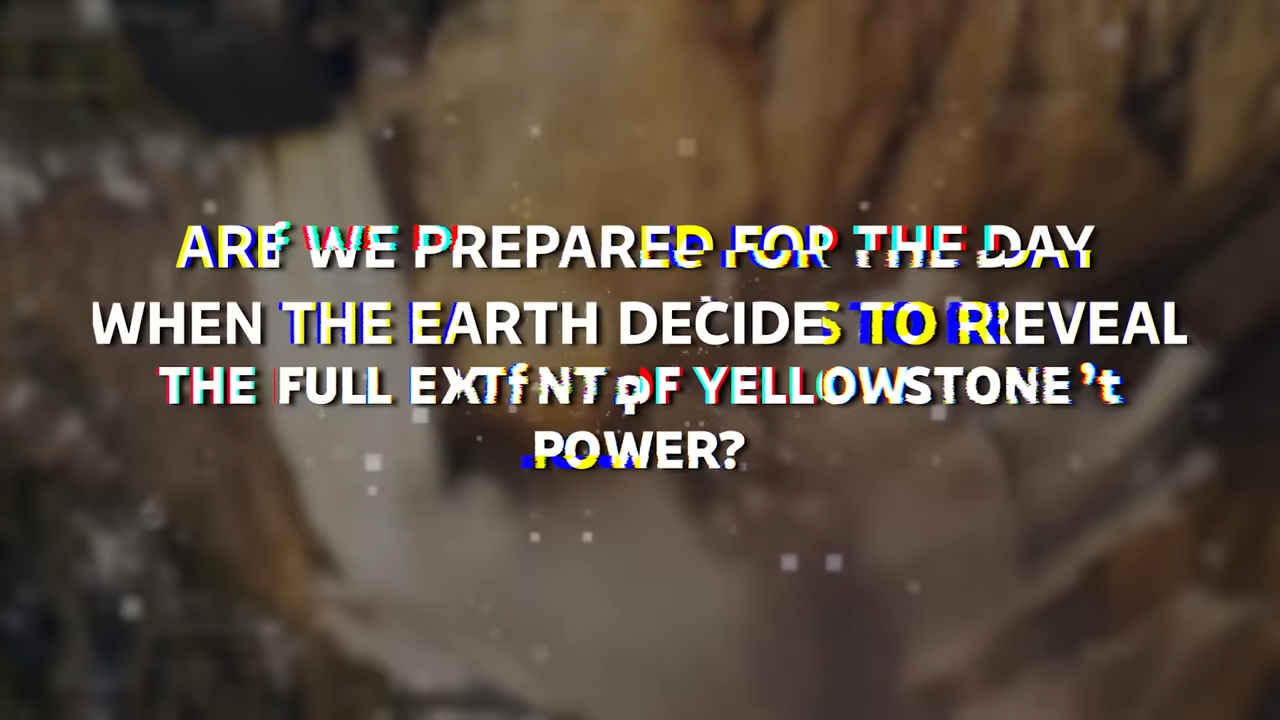 ARE WE PREPARED FOR THE DAY
WHEN THE EARTH DECIDES TO REVEAL
THE FULL EXTENT OF YELLOWSTONE'S
POWER?